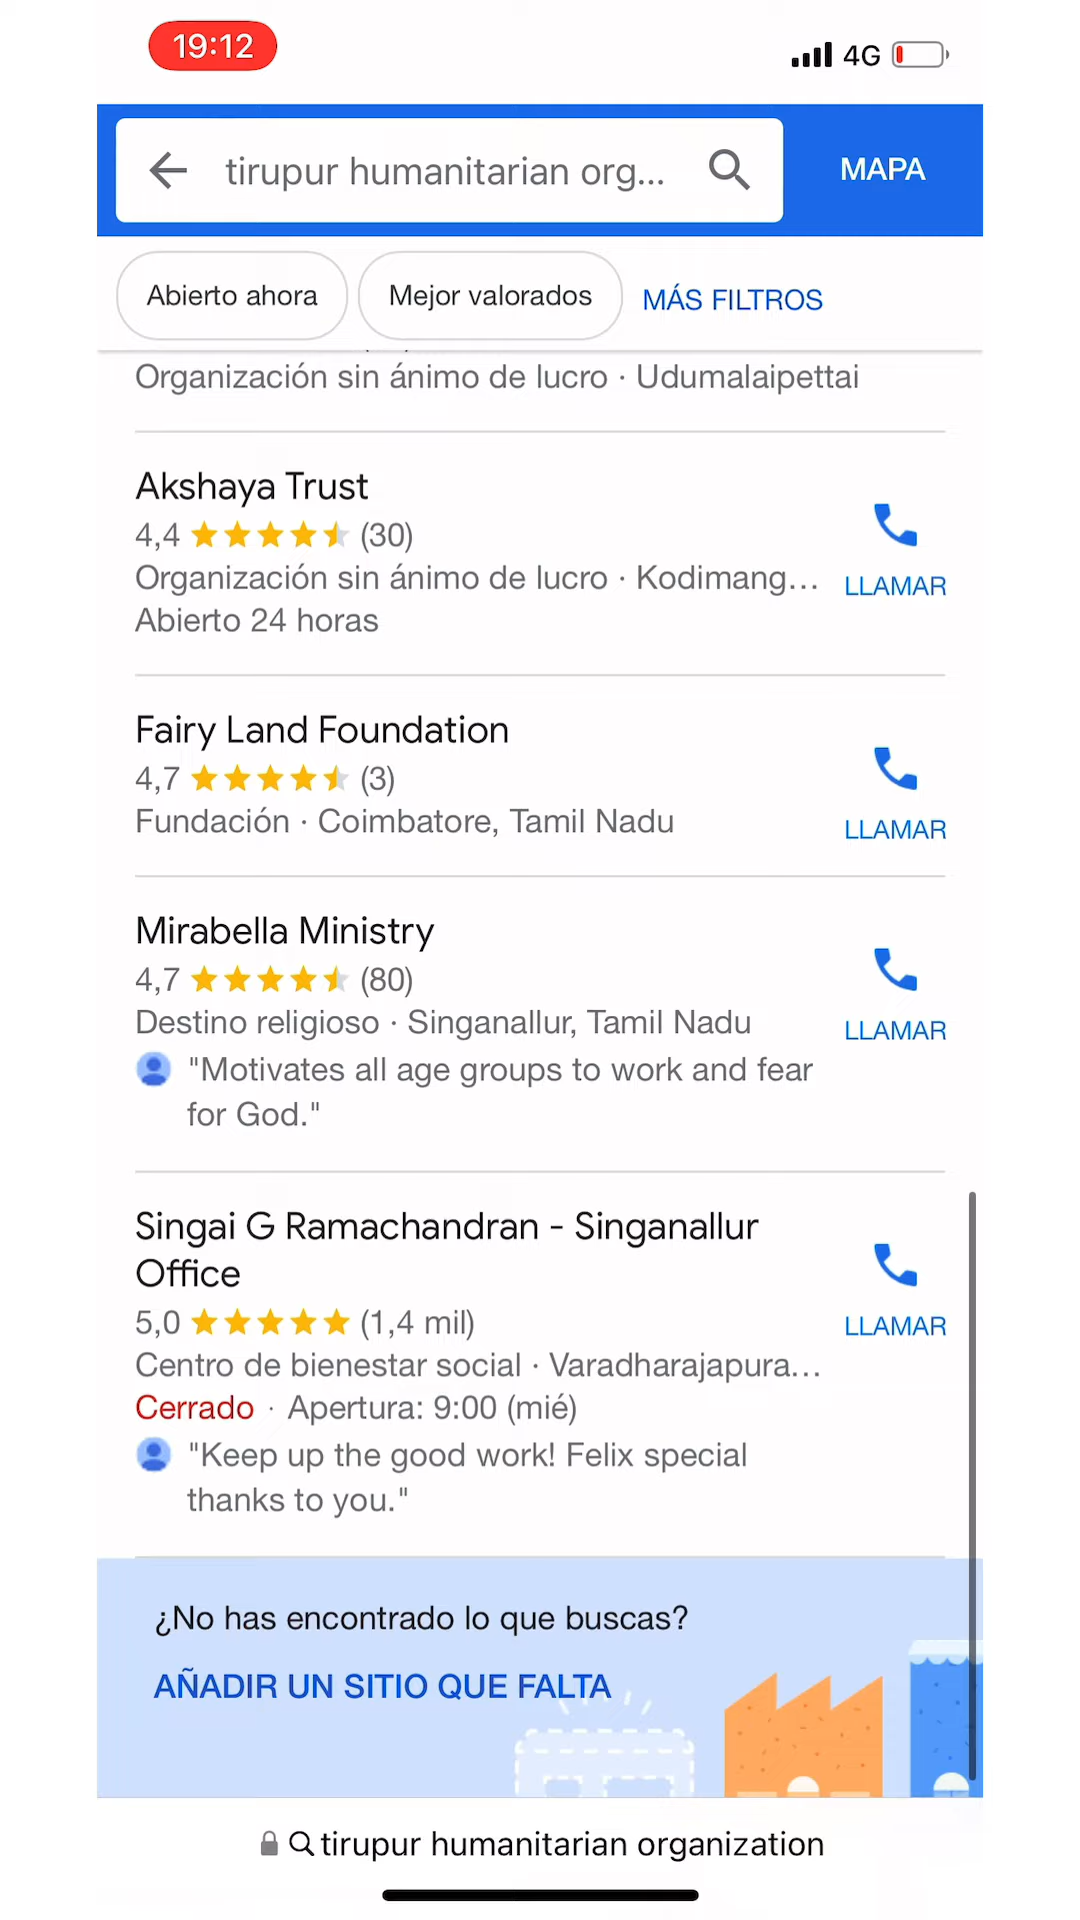 19:12
4G
tirupur humanitarian org...
MAPA
Abierto ahora
Mejor valorados
MÁS FILTROS
Organización sin ánimo de lucro · Udumalaipettai
Akshaya Trust
4,4 (30)
Organización sin ánimo de lucro · Kodimang...
Abierto 24 horas
LLAMAR
Fairy Land Foundation
4,7 (3)
Fundación · Coimbatore, Tamil Nadu
LLAMAR
Mirabella Ministry
4,7 (80)
Destino religioso · Singanallur, Tamil Nadu
LLAMAR
"Motivates all age groups to work and fear
for God."
Singai G Ramachandran - Singanallur
Office
5,0 (1,4 mil)
LLAMAR
Centro de bienestar social · Varadharajapura...
Cerrado · Apertura: 9:00 (mié)
"Keep up the good work! Felix special
thanks to you."
¿No has encontrado lo que buscas?
AÑADIR UN SITIO QUE FALTA
tirupur humanitarian organization